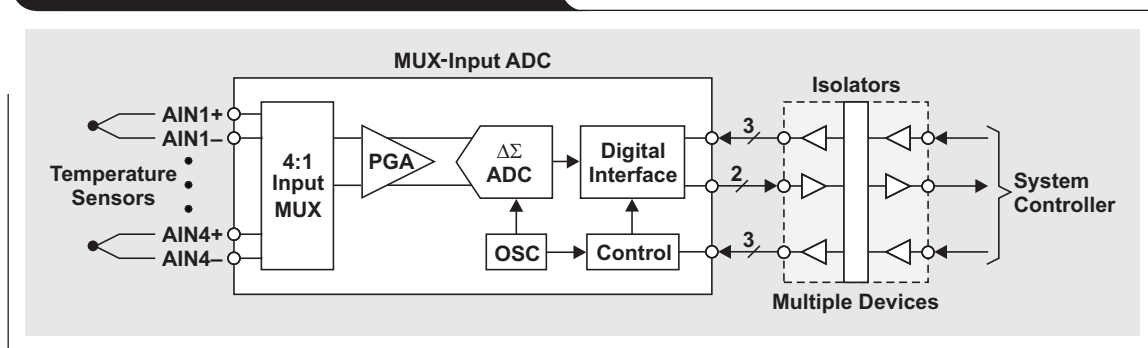 MUX-Input ADC
Isolators
AIN1+
AIN1–
Temperature
Sensors
AIN4+
AIN4–
4:1
Input
MUX
PGA
ΔΣ
ADC
Digital
Interface
OSC
Control
3
2
3
System
Controller
Multiple Devices